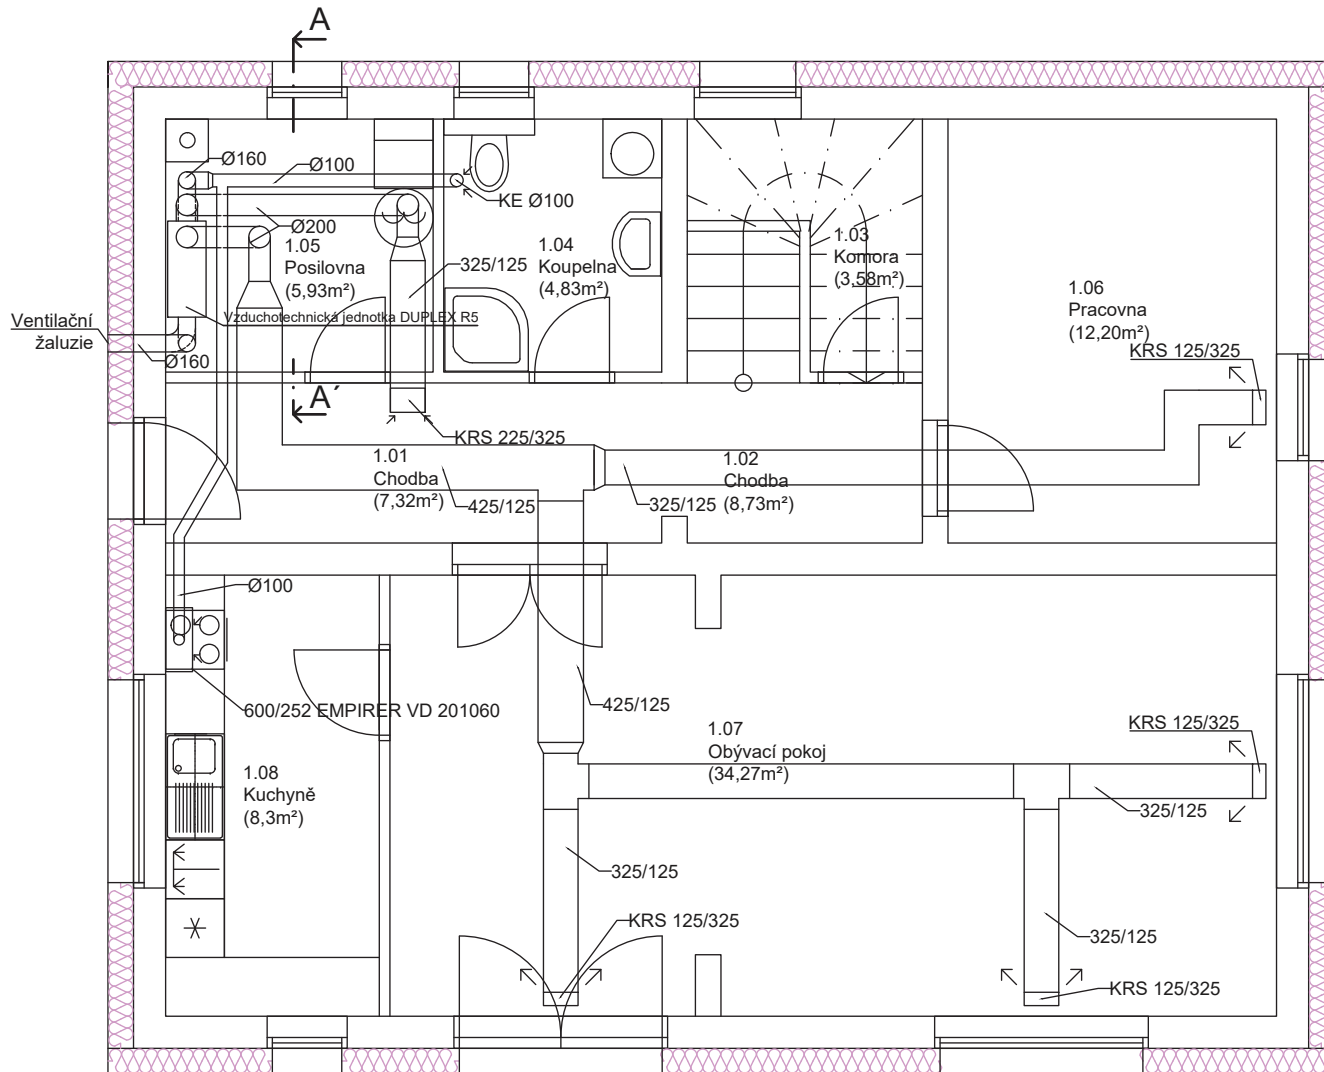 A
Ø160
Ø100
KE Ø100
Ø200
1.05
Posilovna
(5,93m²)
325/125
1.04
Koupelna
(4,83m²)
1.03
Komora
(3,58m²)
1.06
Pracovna
(12,20m²)
Vzduchotechnická jednotka DUPLEX R5
Ventilační
žaluzie
Ø160
KRS 125/325
A´
KRS 225/325
1.01
Chodba
(7,32m²)
425/125
1.02
Chodba
(8,73m²)
325/125
Ø100
600/252 EMPIRER VD 201060
425/125
1.07
Obývací pokoj
(34,27m²)
KRS 125/325
1.08
Kuchyně
(8,3m²)
325/125
325/125
KRS 125/325
325/125
KRS 125/325